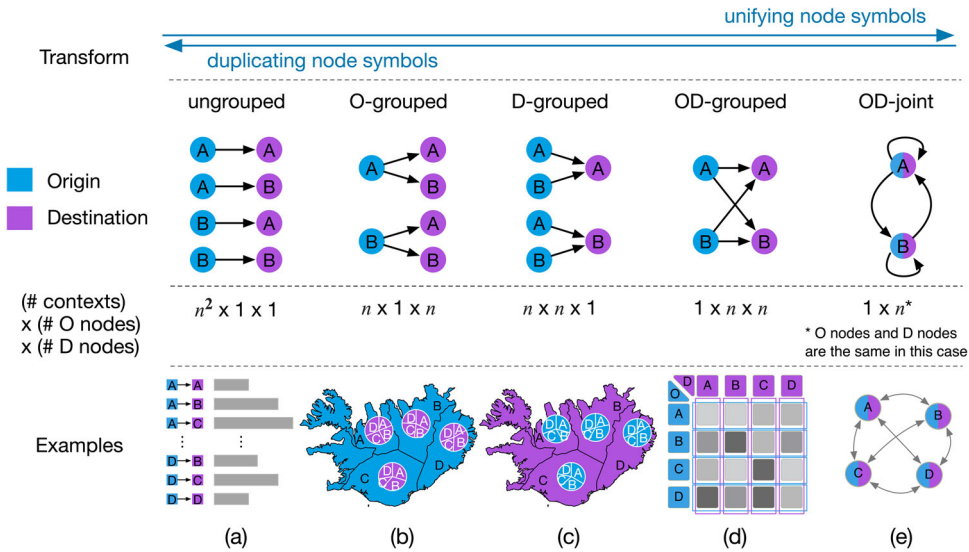 unifying node symbols
Transform
duplicating node symbols
ungrouped O-grouped D-grouped OD-grouped OD-joint
A A A A A A A A
A B A B B A
Origin
B A B A A B
Destination
B B B B B B B B
(# contexts)
x (# O nodes)
x (# D nodes)
n² x 1 x 1 n x 1 x n n x n x 1 1 x n x n 1 x n*
* O nodes and D nodes
are the same in this case
Examples
A A
A B
A C
D B
D C
D D
B
A
D
C
D A
C B
D A
C B
D A
C B
D A
C B
B
A
D
C
D A
C B
D A
C B
D A
C B
D A
C B
D
O
A B C D
A
B
C
D
A B
C D
(a) (b) (c) (d) (e)